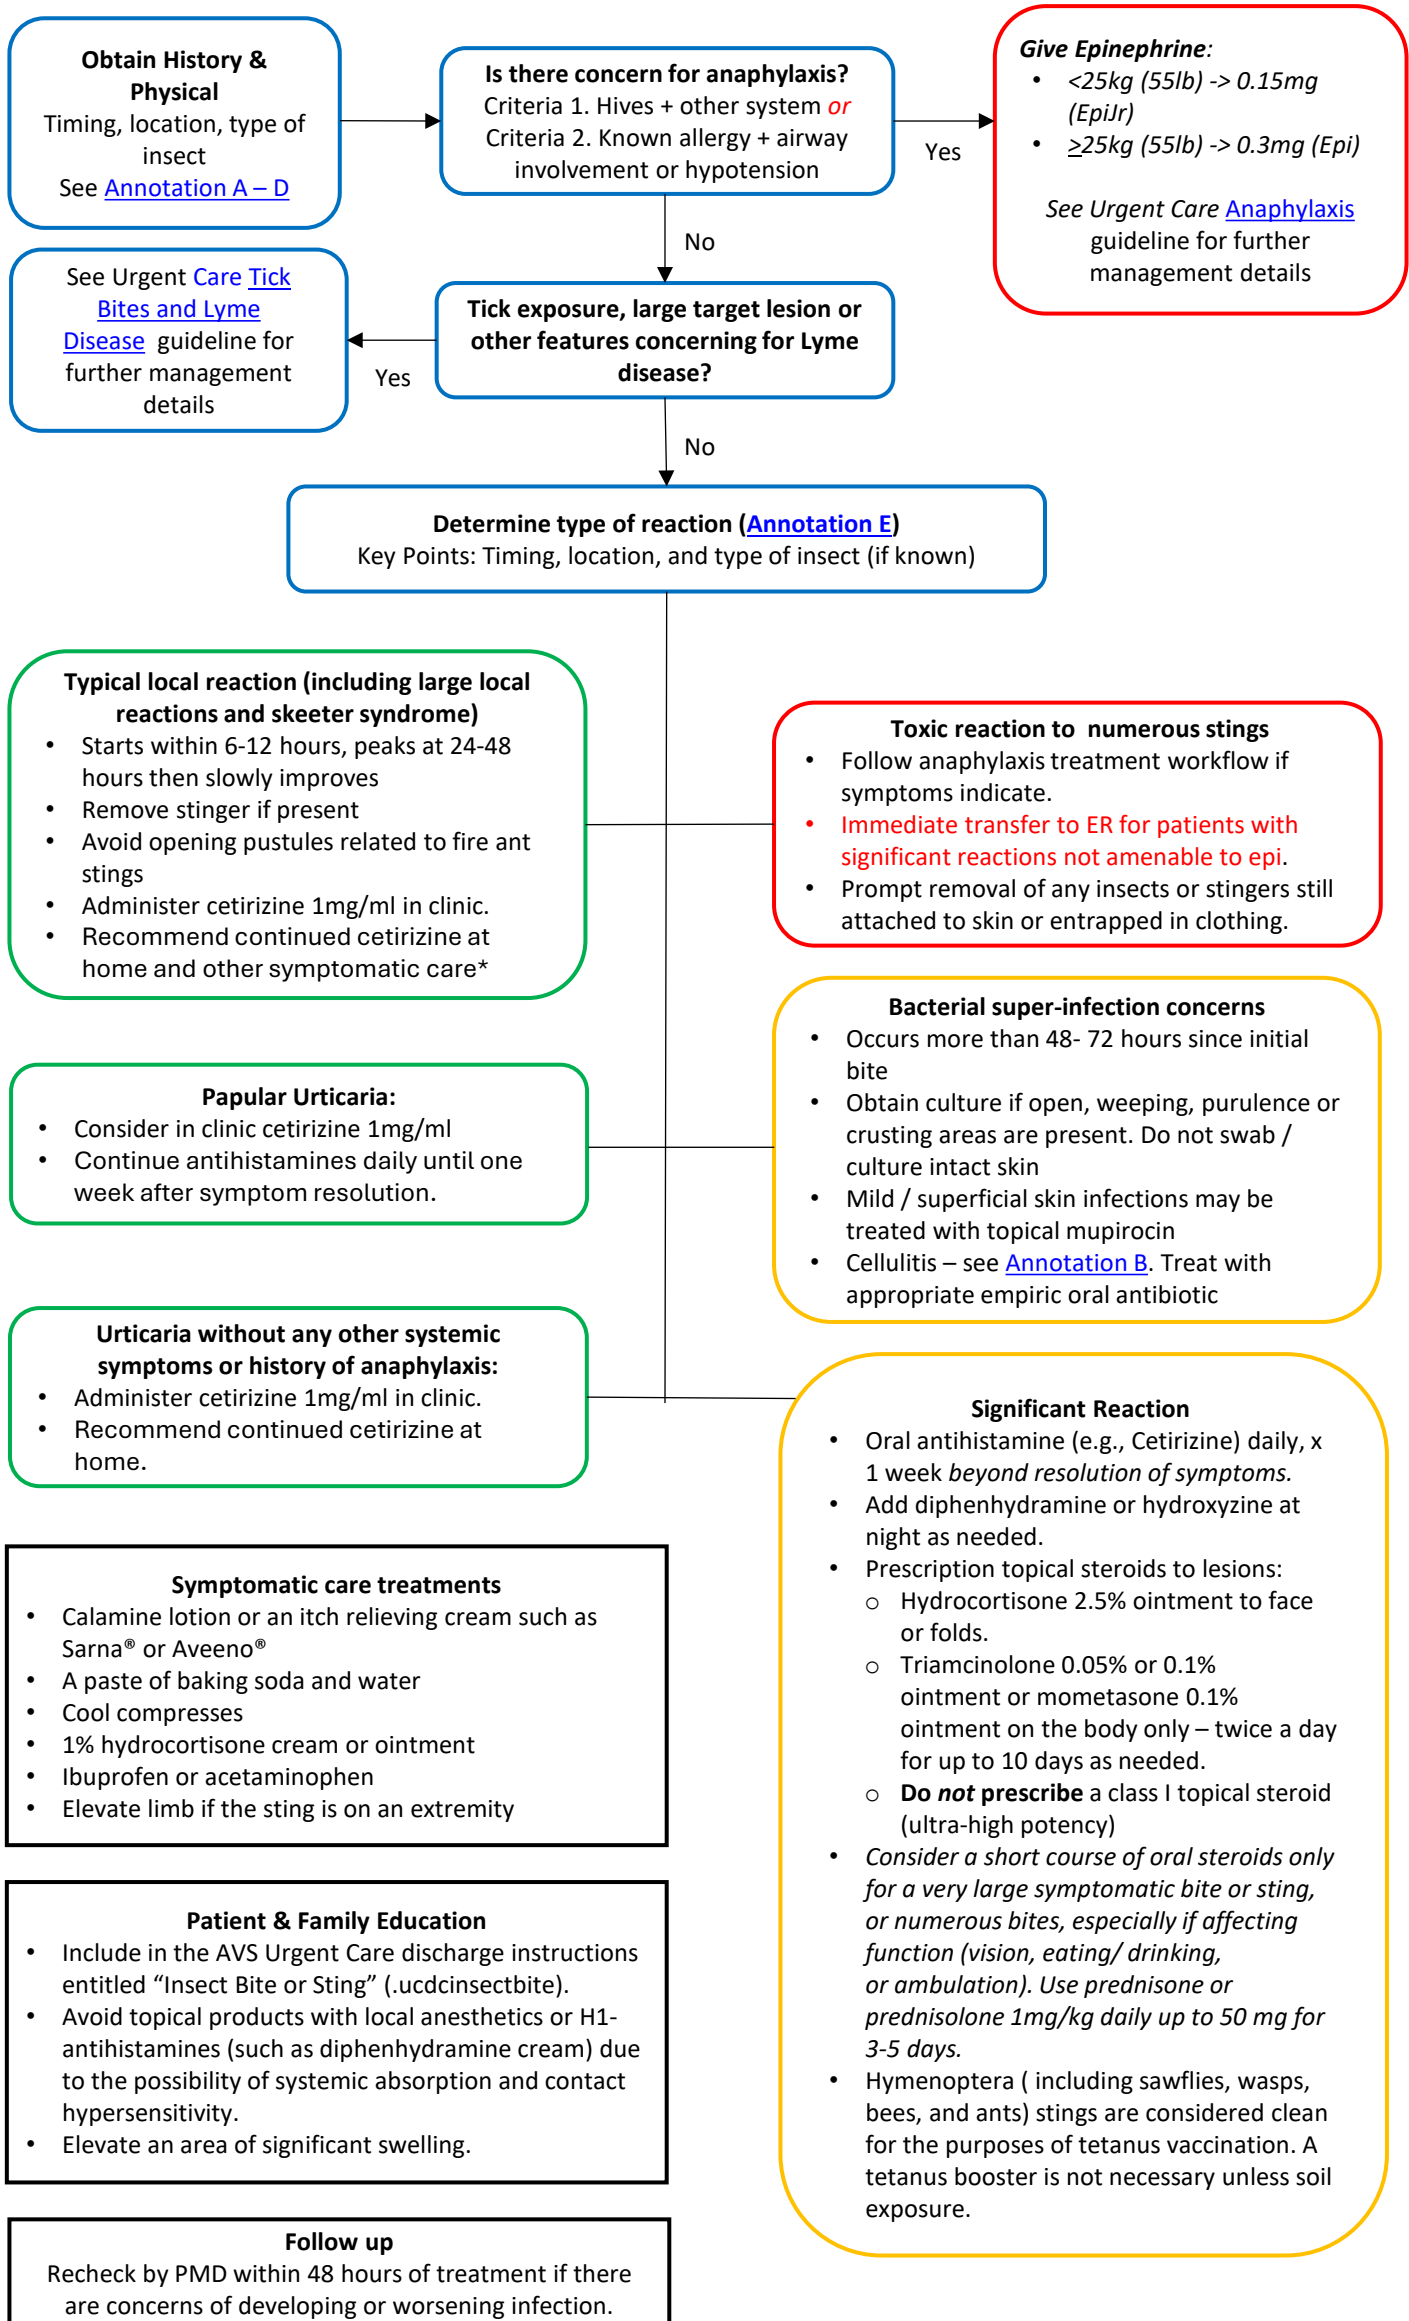 Obtain History &
Physical
Timing, location, type of
insect
See Annotation A – D
Is there concern for anaphylaxis?
Criteria 1. Hives + other system or
Criteria 2. Known allergy + airway
involvement or hypotension
Yes
Give Epinephrine:
• <25kg (55lb) -> 0.15mg
(EpiJr)
• ≥25kg (55lb) -> 0.3mg (Epi)
See Urgent Care Anaphylaxis
guideline for further
management details
No
See Urgent Care Tick
Bites and Lyme
Disease guideline for
further management
details
Yes
Tick exposure, large target lesion or
other features concerning for Lyme
disease?
No
Determine type of reaction (Annotation E)
Key Points: Timing, location, and type of insect (if known)
Typical local reaction (including large local
reactions and skeeter syndrome)
• Starts within 6-12 hours, peaks at 24-48
hours then slowly improves
• Remove stinger if present
• Avoid opening pustules related to fire ant
stings
• Administer cetirizine 1mg/ml in clinic.
• Recommend continued cetirizine at
home and other symptomatic care*
Toxic reaction to numerous stings
• Follow anaphylaxis treatment workflow if
symptoms indicate.
• Immediate transfer to ER for patients with
significant reactions not amenable to epi.
• Prompt removal of any insects or stingers still
attached to skin or entrapped in clothing.
Papular Urticaria:
• Consider in clinic cetirizine 1mg/ml
• Continue antihistamines daily until one
week after symptom resolution.
Bacterial super-infection concerns
• Occurs more than 48- 72 hours since initial
bite
• Obtain culture if open, weeping, purulence or
crusting areas are present. Do not swab /
culture intact skin
• Mild / superficial skin infections may be
treated with topical mupirocin
• Cellulitis – see Annotation B. Treat with
appropriate empiric oral antibiotic
Urticaria without any other systemic
symptoms or history of anaphylaxis:
• Administer cetirizine 1mg/ml in clinic.
• Recommend continued cetirizine at
home.
Significant Reaction
• Oral antihistamine (e.g., Cetirizine) daily, x
1 week beyond resolution of symptoms.
• Add diphenhydramine or hydroxyzine at
night as needed.
• Prescription topical steroids to lesions:
o Hydrocortisone 2.5% ointment to face
or folds.
o Triamcinolone 0.05% or 0.1%
ointment or mometasone 0.1%
ointment on the body only – twice a day
for up to 10 days as needed.
o Do not prescribe a class I topical steroid
(ultra-high potency)
• Consider a short course of oral steroids only
for a very large symptomatic bite or sting,
or numerous bites, especially if affecting
function (vision, eating/ drinking,
or ambulation). Use prednisone or
prednisolone 1mg/kg daily up to 50 mg for
3-5 days.
• Hymenoptera ( including sawflies, wasps,
bees, and ants) stings are considered clean
for the purposes of tetanus vaccination. A
tetanus booster is not necessary unless soil
exposure.
Symptomatic care treatments
• Calamine lotion or an itch relieving cream such as
Sarna® or Aveeno®
• A paste of baking soda and water
• Cool compresses
• 1% hydrocortisone cream or ointment
• Ibuprofen or acetaminophen
• Elevate limb if the sting is on an extremity
Patient & Family Education
• Include in the AVS Urgent Care discharge instructions
entitled “Insect Bite or Sting” (.ucdcinsectbite).
• Avoid topical products with local anesthetics or H1-
antihistamines (such as diphenhydramine cream) due
to the possibility of systemic absorption and contact
hypersensitivity.
• Elevate an area of significant swelling.
Follow up
Recheck by PMD within 48 hours of treatment if there
are concerns of developing or worsening infection.